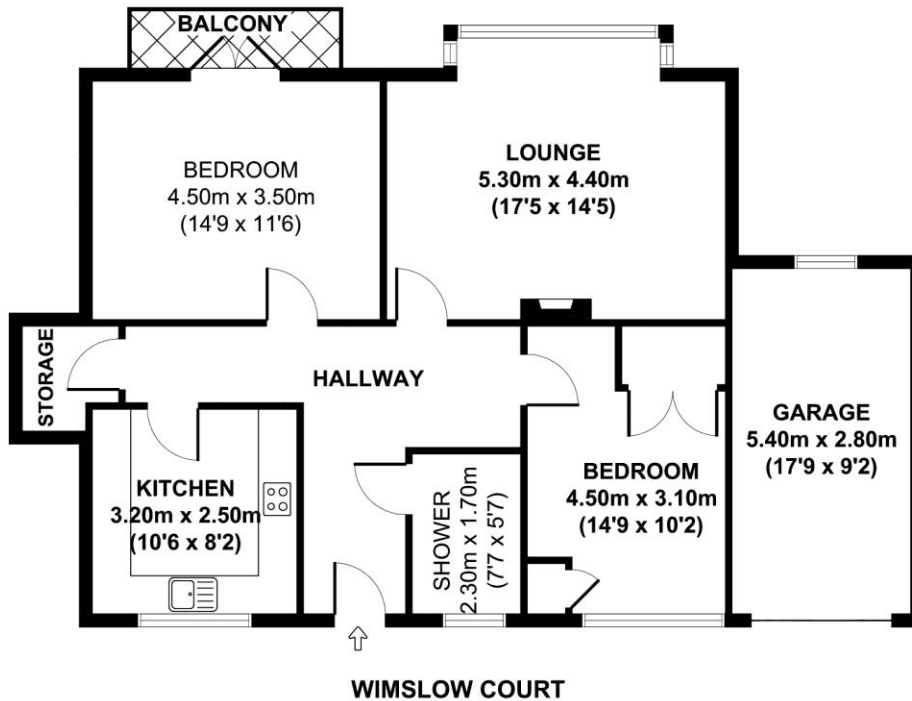 BALCONY
BEDROOM
4.50m x 3.50m
(14'9 x 11'6)
LOUNGE
5.30m x 4.40m
(17'5 x 14'5)
STORAGE
HALLWAY
KITCHEN
3.20m x 2.50m
(10'6 x 8'2)
SHOWER
2.30m x 1.70m
(7'7 x 5'7)
BEDROOM
4.50m x 3.10m
(14'9 x 10'2)
GARAGE
5.40m x 2.80m
(17'9 x 9'2)
WIMSLOW COURT